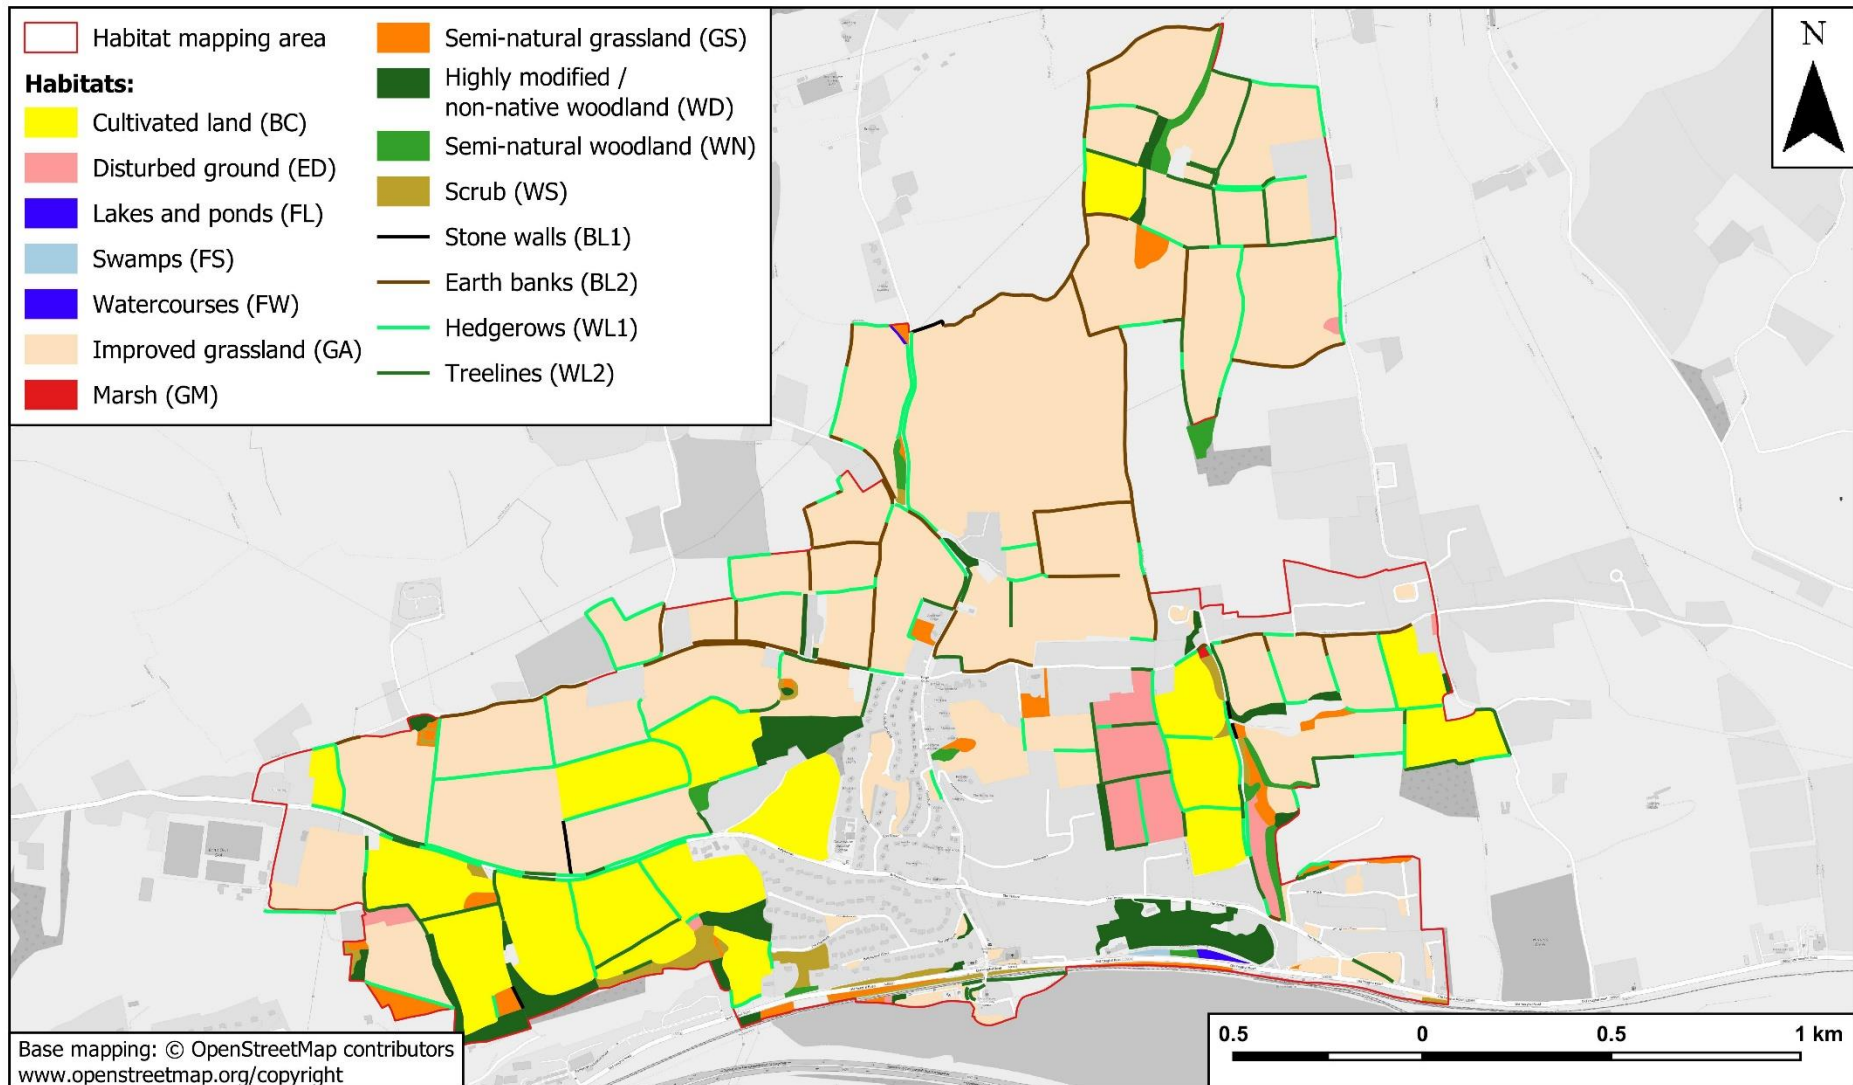 Habitat mapping area
Habitats:
Cultivated land (BC)
Disturbed ground (ED)
Lakes and ponds (FL)
Swamps (FS)
Watercourses (FW)
Improved grassland (GA)
Marsh (GM)
Semi-natural grassland (GS)
Highly modified /
non-native woodland (WD)
Semi-natural woodland (WN)
Scrub (WS)
Stone walls (BL1)
Earth banks (BL2)
Hedgerows (WL1)
Treelines (WL2)
N
0.5 0 0.5 1 km
Base mapping: © OpenStreetMap contributors
www.openstreetmap.org/copyright